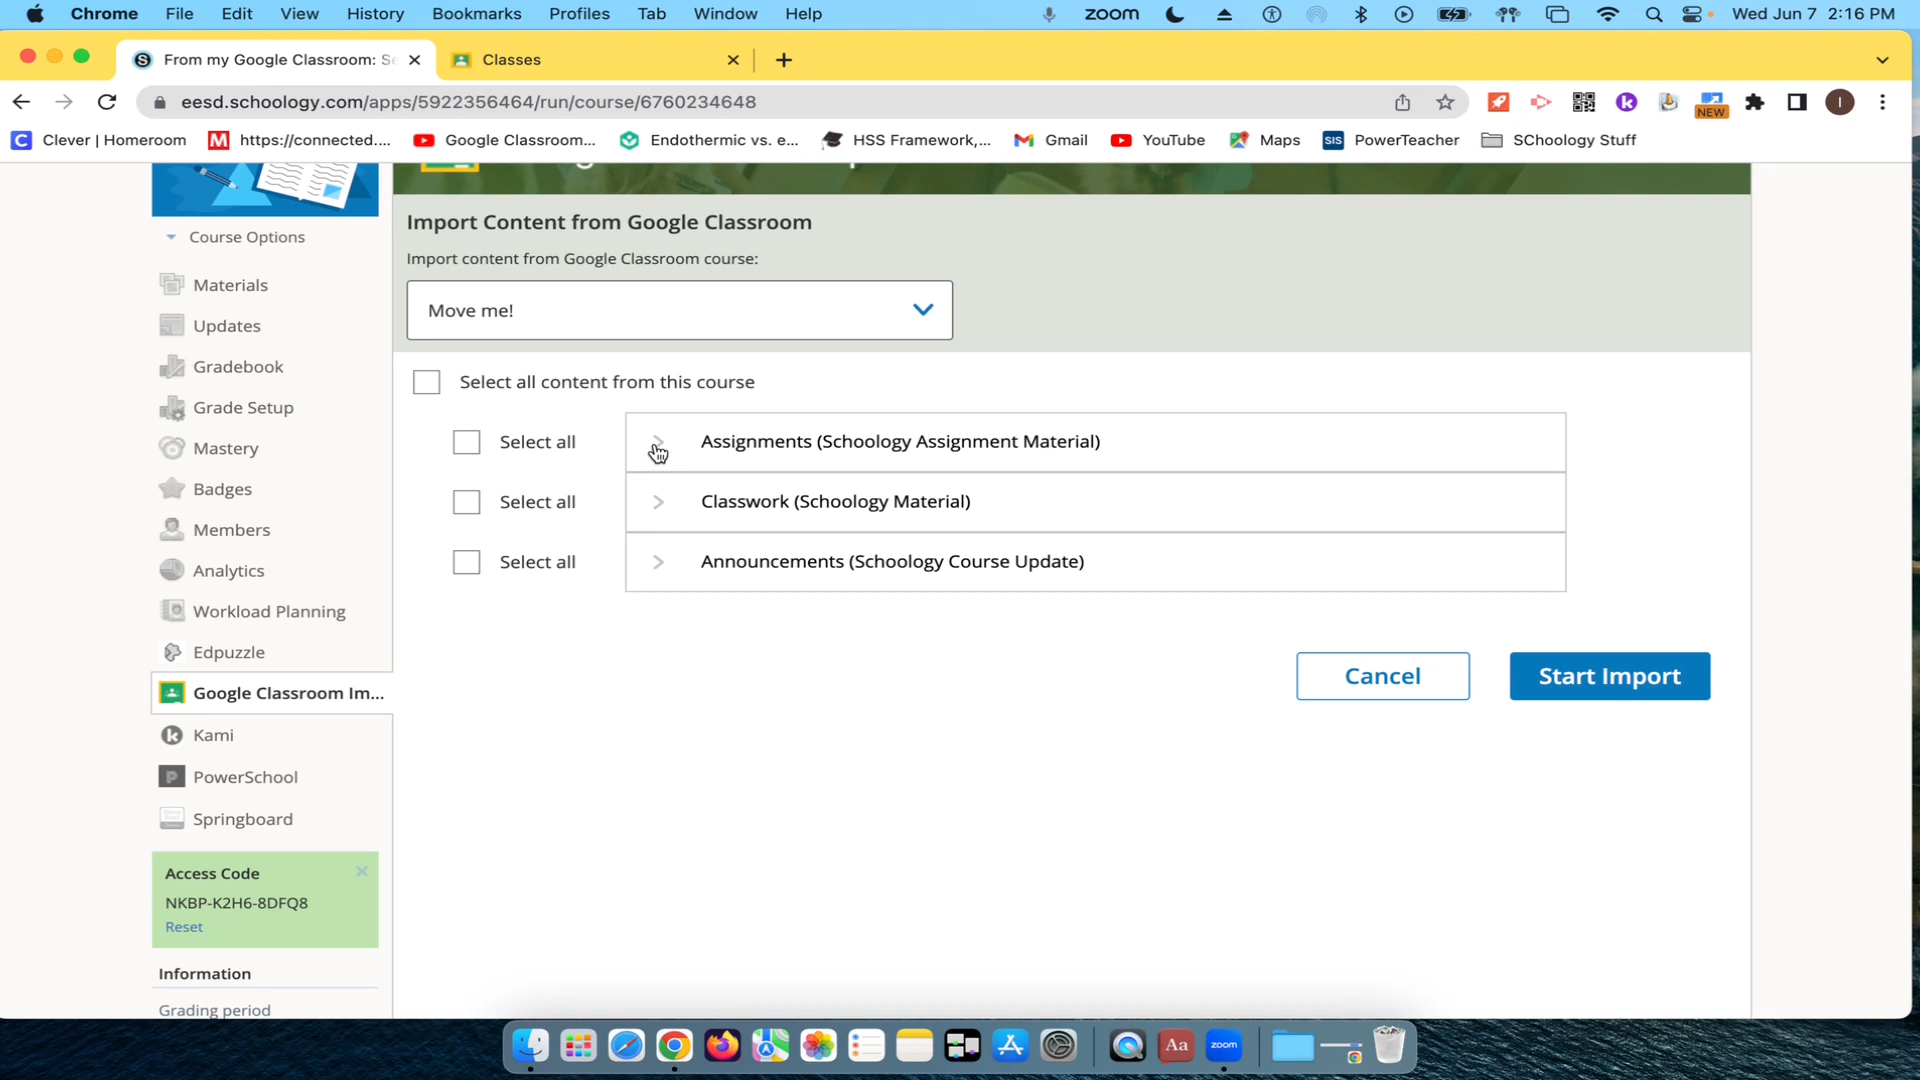 Chrome File Edit View History Bookmarks Profiles Tab Window Help zoom Wed Jun 7 2:16 PM
From my Google Classroom: Se Classes
eesd.schoology.com/apps/5922356464/run/course/6760234648 NEW I
Clever | Homeroom https://connected.... Google Classroom... Endothermic vs. e... HSS Framework,... Gmail YouTube Maps SIS PowerTeacher SChoology Stuff
Course Options
Materials
Updates
Gradebook
Grade Setup
Mastery
Badges
Members
Analytics
Workload Planning
Edpuzzle
Google Classroom Im...
Kami
PowerSchool
Springboard
Access Code
NKBP-K2H6-8DFQ8
Reset
Information
Grading period
Import Content from Google Classroom
Import content from Google Classroom course:
Move me!
Select all content from this course
Select all Assignments (Schoology Assignment Material)
Select all Classwork (Schoology Material)
Select all Announcements (Schoology Course Update)
Cancel Start Import
Aa zoom